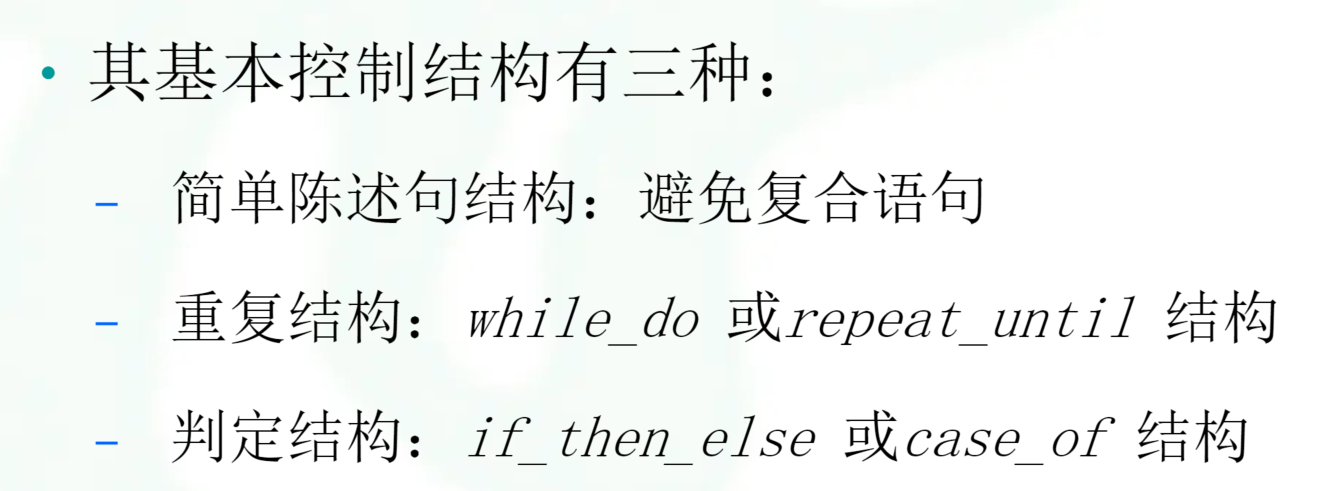 • 其基本控制结构有三种：
– 简单陈述句结构：避免复合语句
– 重复结构：while_do 或repeat_until 结构
– 判定结构：if_then_else 或case_of 结构